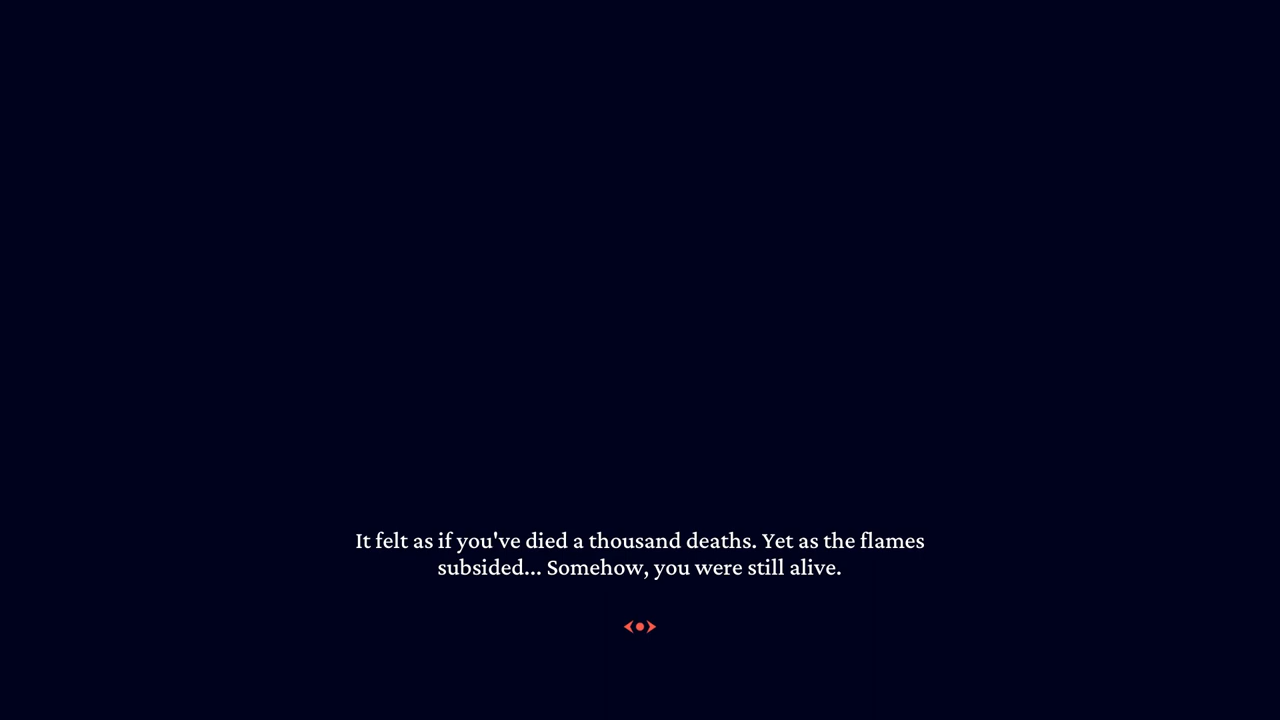 It felt as if you've died a thousand deaths. Yet as the flames
subsided... Somehow, you were still alive.